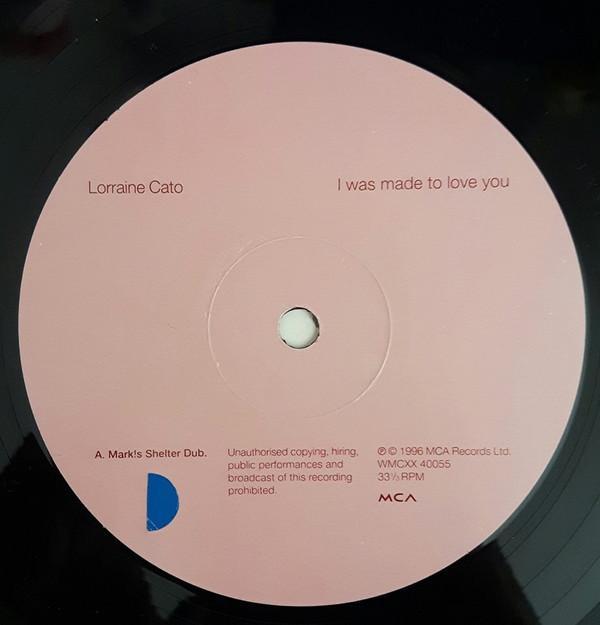 Lorraine Cato
I was made to love you
A. Mark!s Shelter Dub.
Unauthorised copying, hiring,
public performances and
broadcast of this recording
prohibited.
℗ © 1996 MCA Records Ltd.
WMCXX 40055
33⅓ RPM
MCA